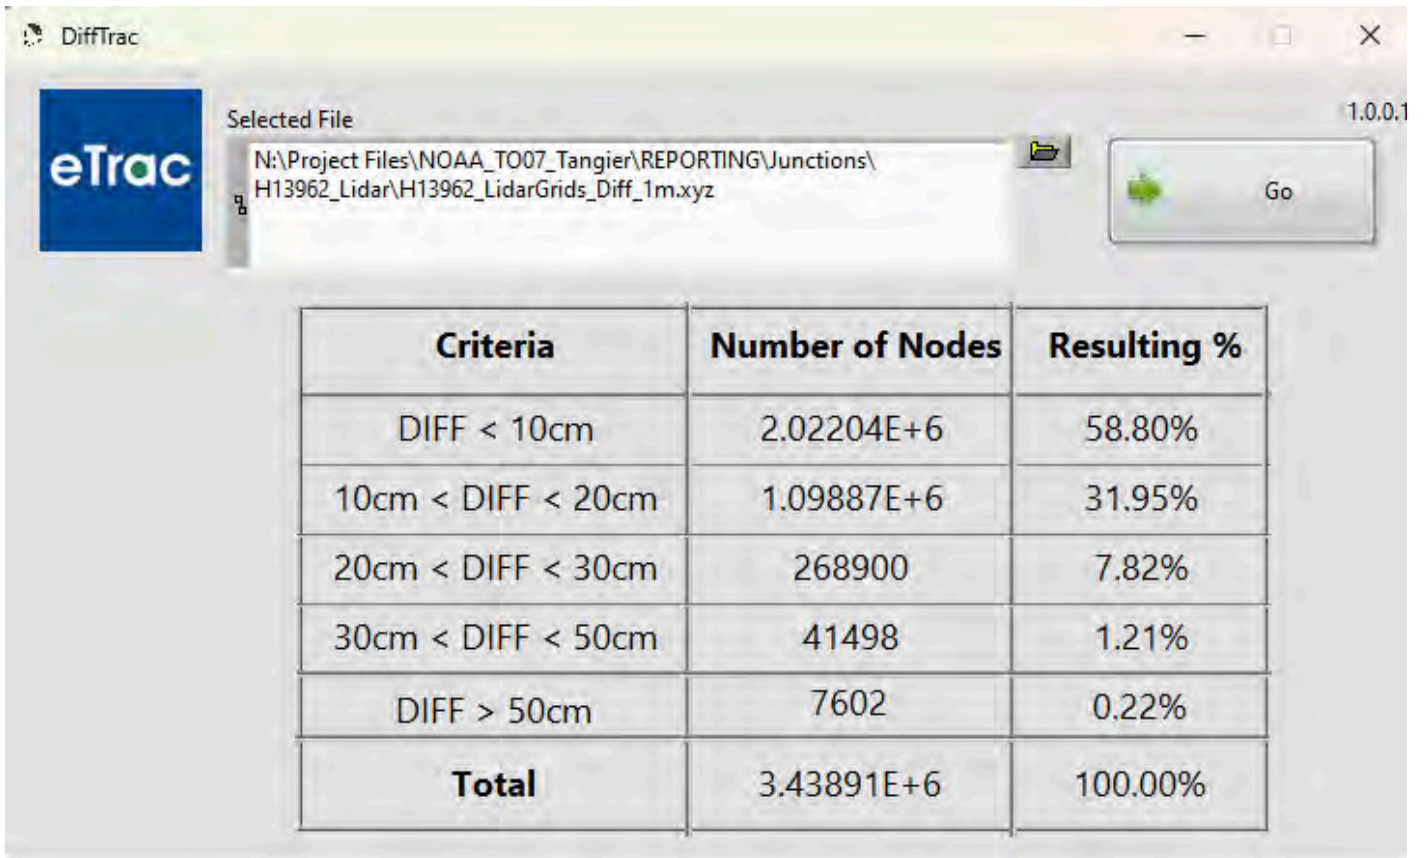 DiffTrac
1.0.0.1
eTrac
Selected File
N:\Project Files\NOAA_TO07_Tangier\REPORTING\Junctions\
H13962_Lidar\H13962_LidarGrids_Diff_1m.xyz
Go
Criteria Number of Nodes Resulting %
DIFF < 10cm 2.02204E+6 58.80%
10cm < DIFF < 20cm 1.09887E+6 31.95%
20cm < DIFF < 30cm 268900 7.82%
30cm < DIFF < 50cm 41498 1.21%
DIFF > 50cm 7602 0.22%
Total 3.43891E+6 100.00%